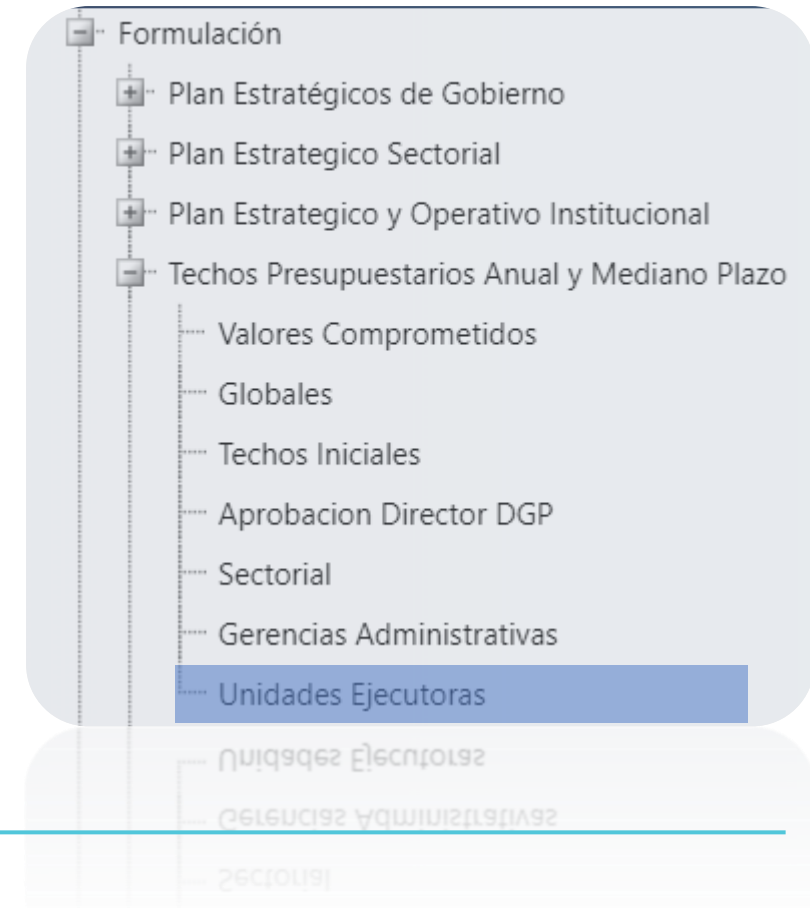 Formulación
Plan Estratégicos de Gobierno
Plan Estrategico Sectorial
Plan Estrategico y Operativo Institucional
Techos Presupuestarios Anual y Mediano Plazo
Valores Comprometidos
Globales
Techos Iniciales
Aprobacion Director DGP
Sectorial
Gerencias Administrativas
Unidades Ejecutoras